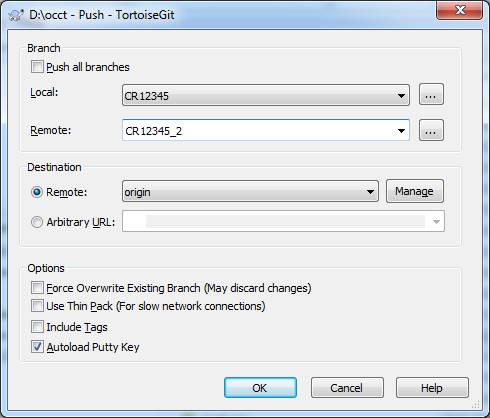 D:\occt - Push - TortoiseGit
Branch
Push all branches
Local: CR12345 ...
Remote: CR12345_2 ...
Destination
Remote: origin Manage
Arbitrary URL:
Options
Force Overwrite Existing Branch (May discard changes)
Use Thin Pack (For slow network connections)
Include Tags
Autoload Putty Key
OK Cancel Help